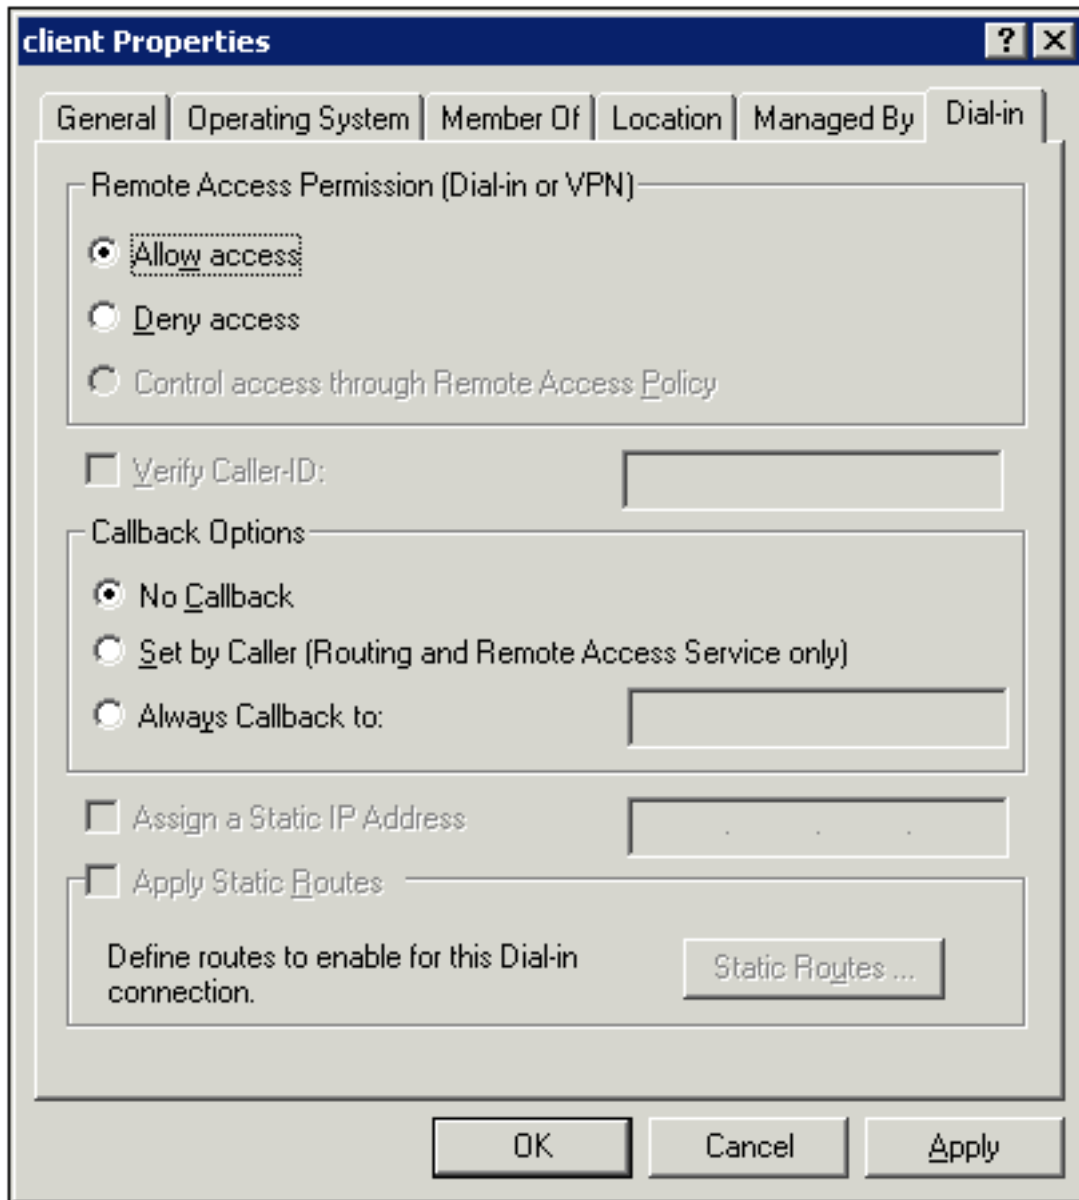 client Properties
General Operating System Member Of Location Managed By Dial-in
Remote Access Permission (Dial-in or VPN)
Allow access
Deny access
Control access through Remote Access Policy
Verify Caller-ID:
Callback Options
No Callback
Set by Caller (Routing and Remote Access Service only)
Always Callback to:
Assign a Static IP Address
Apply Static Routes
Define routes to enable for this Dial-in
connection.
Static Routes ...
OK Cancel Apply